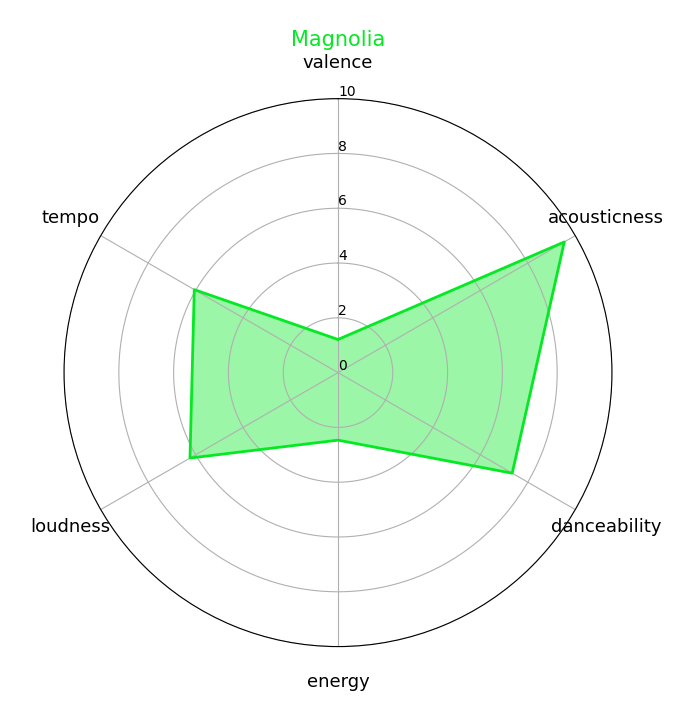 Magnolia
valence
10
8
6
4
2
0
tempo
acousticness
loudness
danceability
energy